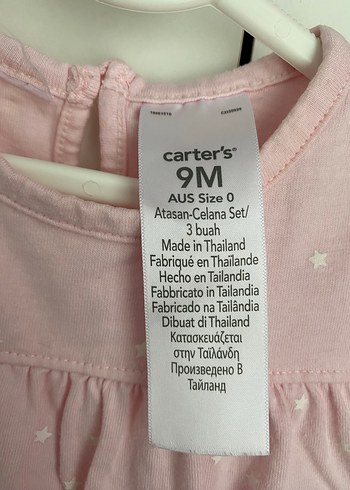 carter's®
9M
AUS Size 0
Atasan-Celana Set/
3 buah
Made in Thailand
Fabriqué en Thaïlande
Hecho en Tailandia
Fabbricato in Tailandia
Fabricado na Tailândia
Dibuat di Thailand
Κατασκευάζεται
στην Ταϊλάνδη
Произведено В
Тайланд